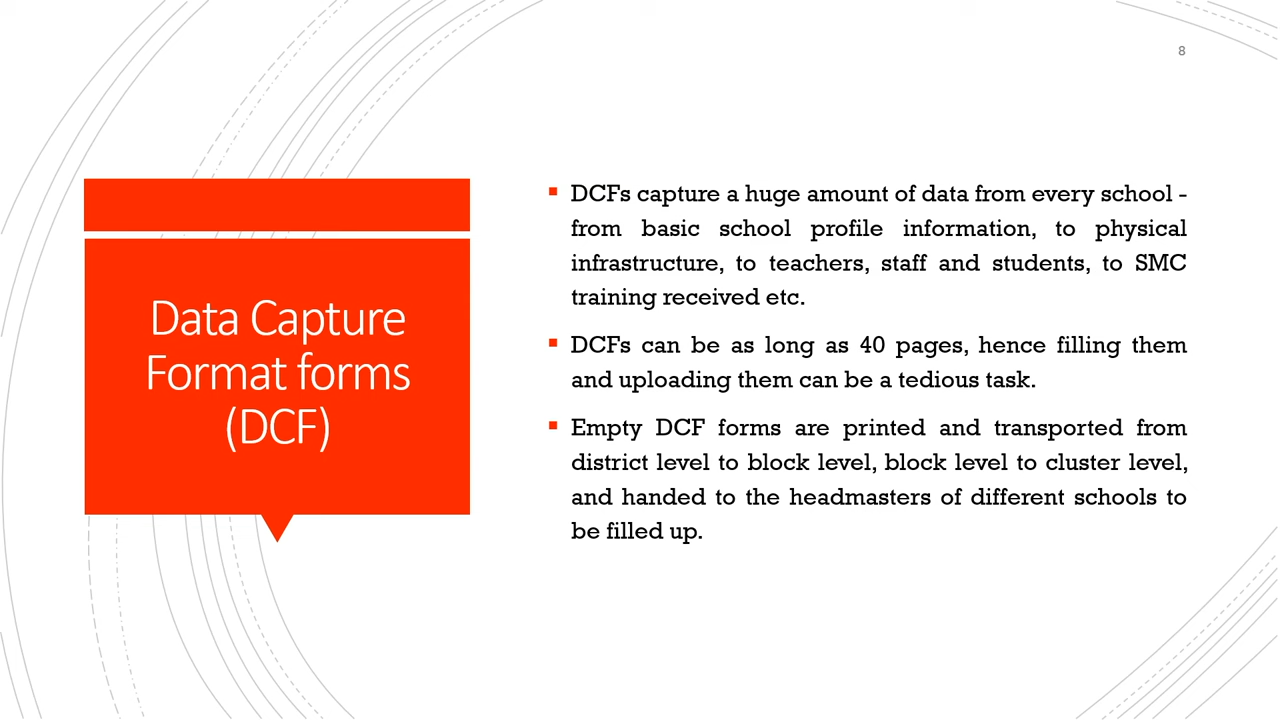 8
Data Capture
Format forms
(DCF)
▪ DCFs capture a huge amount of data from every school -
from basic school profile information, to physical
infrastructure, to teachers, staff and students, to SMC
training received etc.
▪ DCFs can be as long as 40 pages, hence filling them
and uploading them can be a tedious task.
▪ Empty DCF forms are printed and transported from
district level to block level, block level to cluster level,
and handed to the headmasters of different schools to
be filled up.